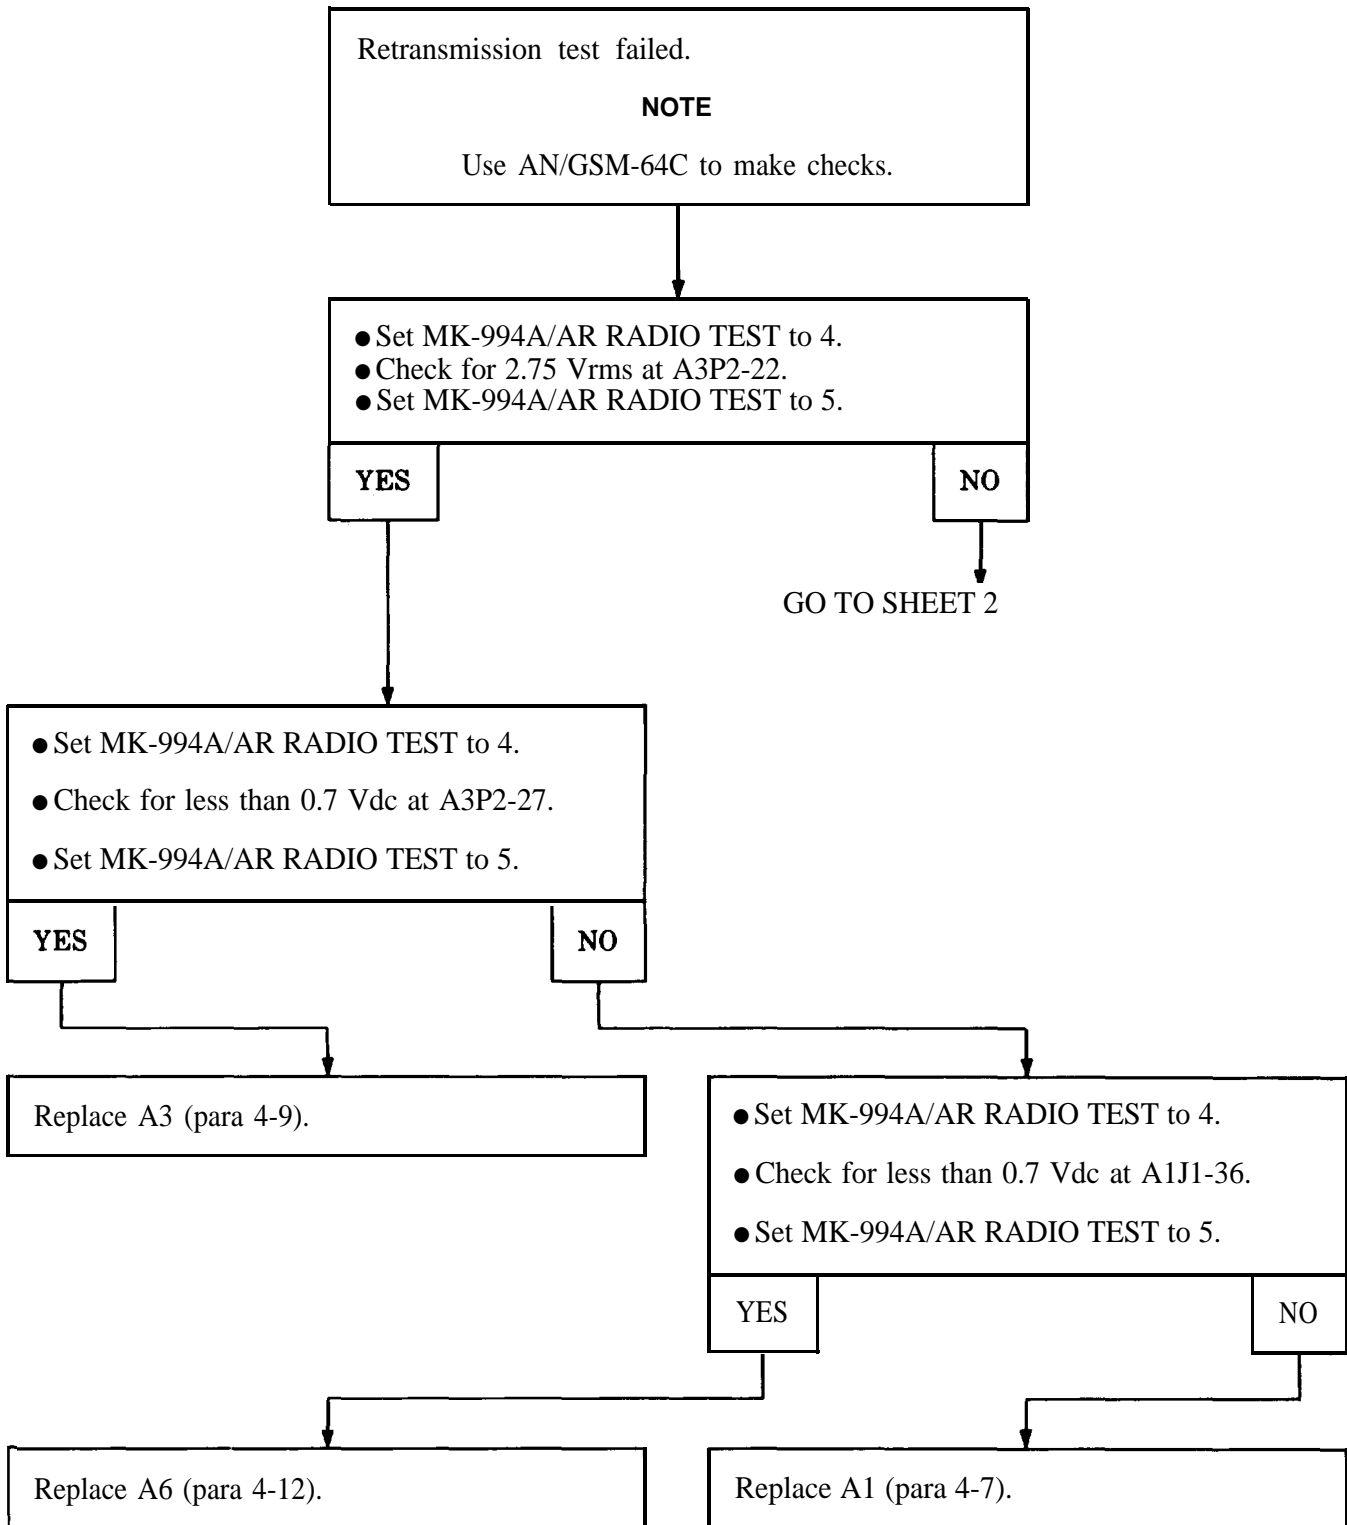 Retransmission test failed.
NOTE
Use AN/GSM-64C to make checks.
● Set MK-994A/AR RADIO TEST to 4.
● Check for 2.75 Vrms at A3P2-22.
● Set MK-994A/AR RADIO TEST to 5.
YES
NO
GO TO SHEET 2
● Set MK-994A/AR RADIO TEST to 4.
● Check for less than 0.7 Vdc at A3P2-27.
● Set MK-994A/AR RADIO TEST to 5.
YES
NO
Replace A3 (para 4-9).
● Set MK-994A/AR RADIO TEST to 4.
● Check for less than 0.7 Vdc at A1J1-36.
● Set MK-994A/AR RADIO TEST to 5.
YES
NO
Replace A6 (para 4-12).
Replace A1 (para 4-7).